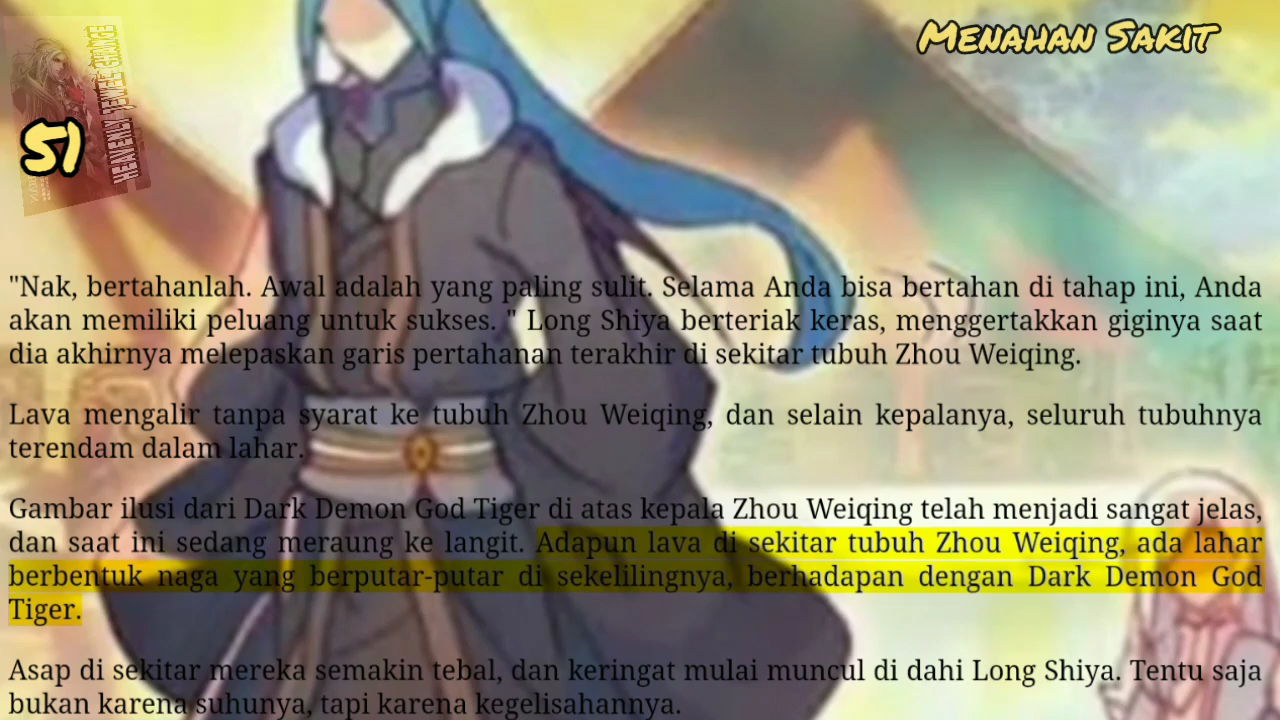 Menahan Sakit
HEAVENLY JEWEL CHANGE
51
"Nak, bertahanlah. Awal adalah yang paling sulit. Selama Anda bisa bertahan di tahap ini, Anda
akan memiliki peluang untuk sukses. " Long Shiya berteriak keras, menggertakkan giginya saat
dia akhirnya melepaskan garis pertahanan terakhir di sekitar tubuh Zhou Weiqing.
Lava mengalir tanpa syarat ke tubuh Zhou Weiqing, dan selain kepalanya, seluruh tubuhnya
terendam dalam lahar.
Gambar ilusi dari Dark Demon God Tiger di atas kepala Zhou Weiqing telah menjadi sangat jelas,
dan saat ini sedang meraung ke langit. Adapun lava di sekitar tubuh Zhou Weiqing, ada lahar
berbentuk naga yang berputar-putar di sekelilingnya, berhadapan dengan Dark Demon God
Tiger.
Asap di sekitar mereka semakin tebal, dan keringat mulai muncul di dahi Long Shiya. Tentu saja
bukan karena suhunya, tapi karena kegelisahannya.